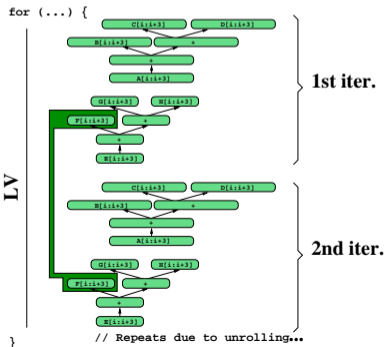 for (...) {
C[i:i+3] D[i:i+3]
B[i:i+3] +
+
A[i:i+3]
1st iter.
G[i:i+3] H[i:i+3]
F[i:i+3] +
+
E[i:i+3]
LV
C[i:i+3] D[i:i+3]
B[i:i+3] +
+
A[i:i+3]
2nd iter.
G[i:i+3] H[i:i+3]
F[i:i+3] +
+
E[i:i+3]
} // Repeats due to unrolling...